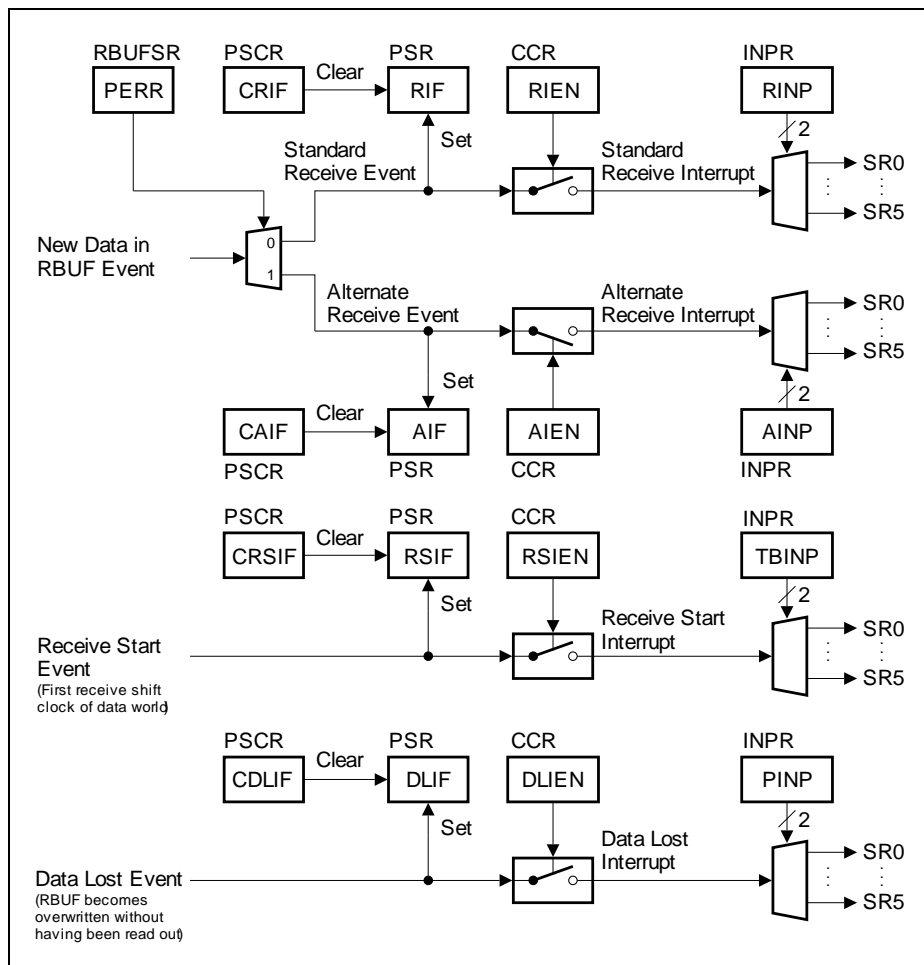 RBUFSR PSCR PSR CCR INPR
PERR CRIF Clear RIF RIEN RINP
Set 2
Standard Receive Event
Standard Receive Interrupt
SR0
SR5
New Data in
RBUF Event
0
1
Alternate Receive Event
Alternate Receive Interrupt
SR0
SR5
Set 2
CAIF Clear AIF AIEN AINP
PSCR PSR CCR INPR
PSCR PSR CCR INPR
CRSIF Clear RSIF RSIEN TBINP
Set 2
Receive Start
Event
(First receive shift
clock of data world)
Receive Start
Interrupt
SR0
SR5
PSCR PSR CCR INPR
CDLIF Clear DLIF DLIEN PINP
Set 2
Data Lost Event
(RBUF becomes
overwritten without
having been read out)
Data Lost
Interrupt
SR0
SR5